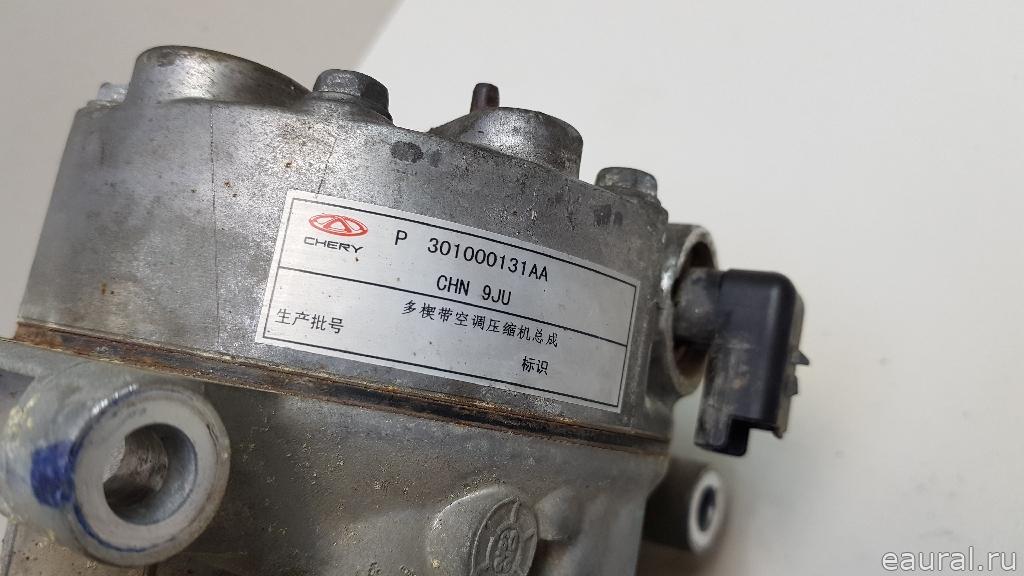 CHERY P 301000131AA
CHN 9JU
多楔带空调压缩机总成
生产批号 标识
eaural.ru